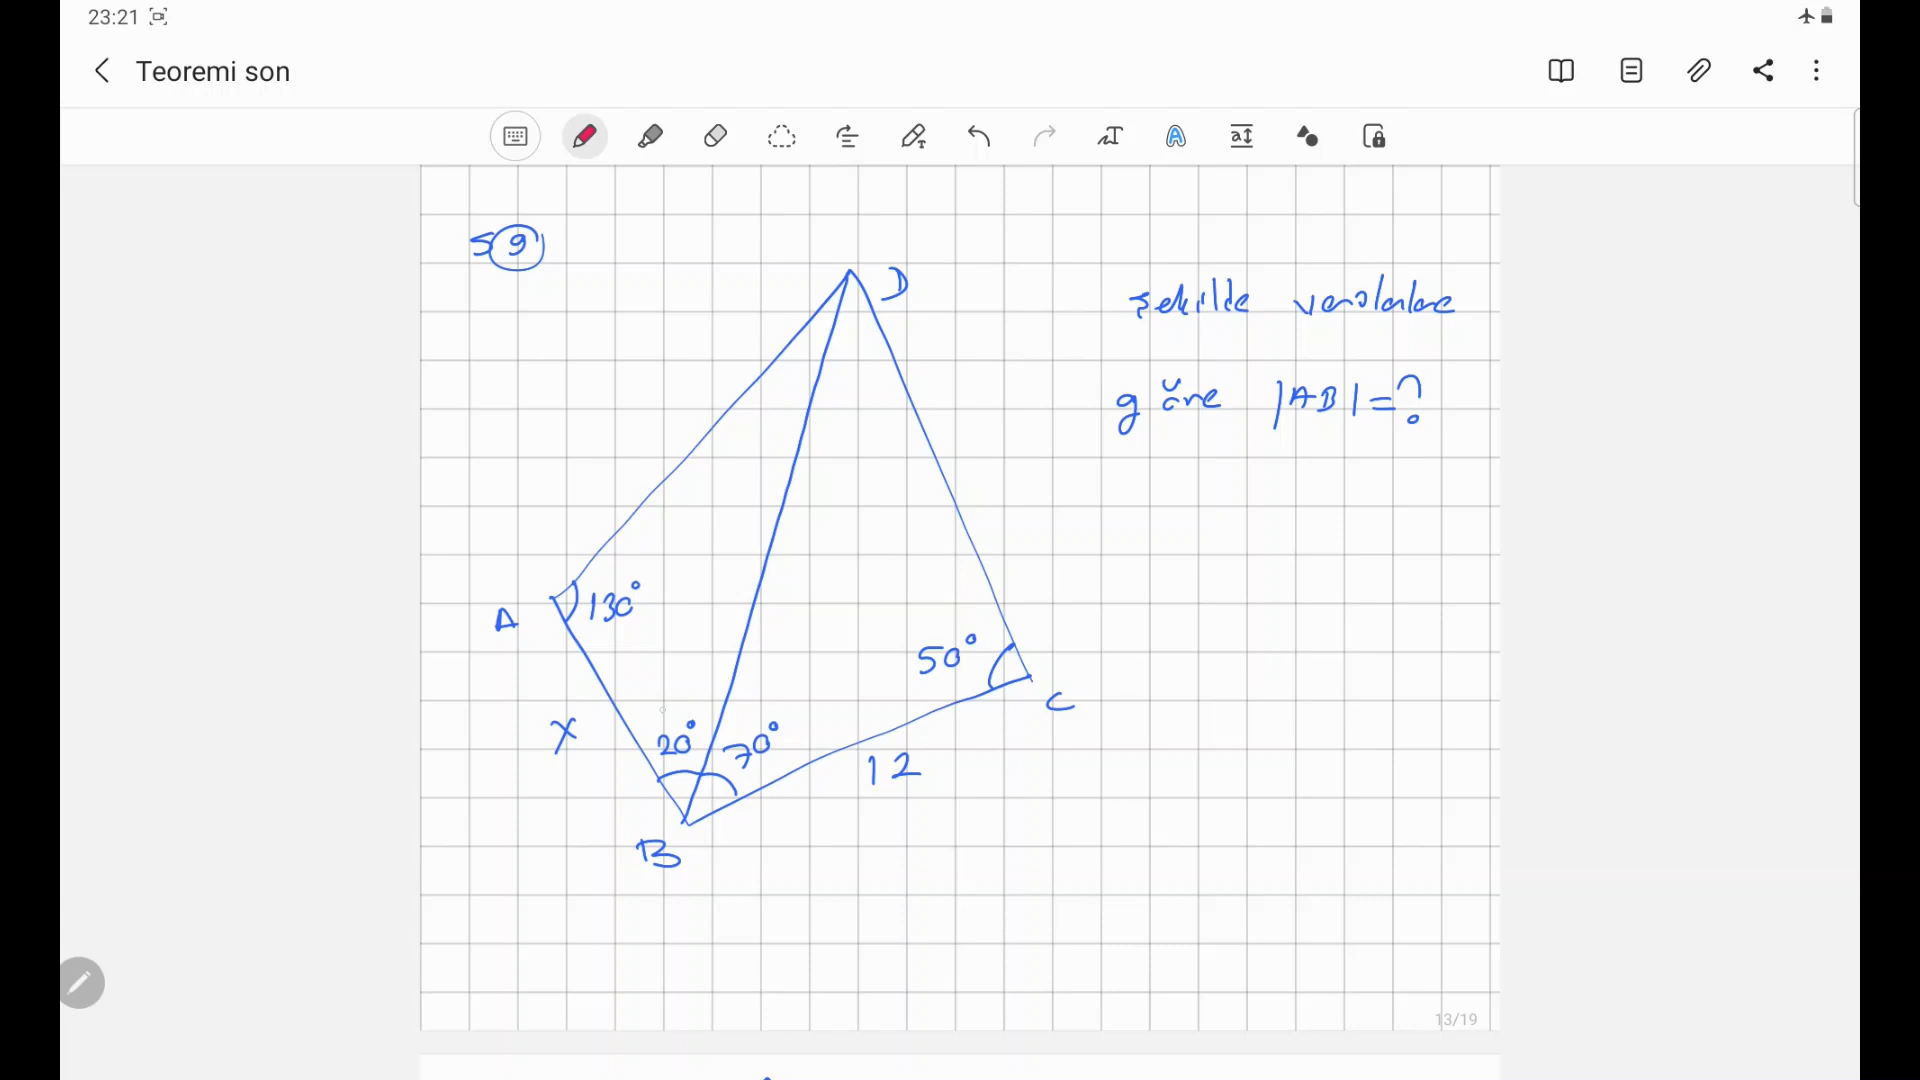 23:21
Teoremi son
S9
D
şekilde verilenlere
göre |AB|=?
A
130°
50°
C
x
20°
70°
12
B
13/19